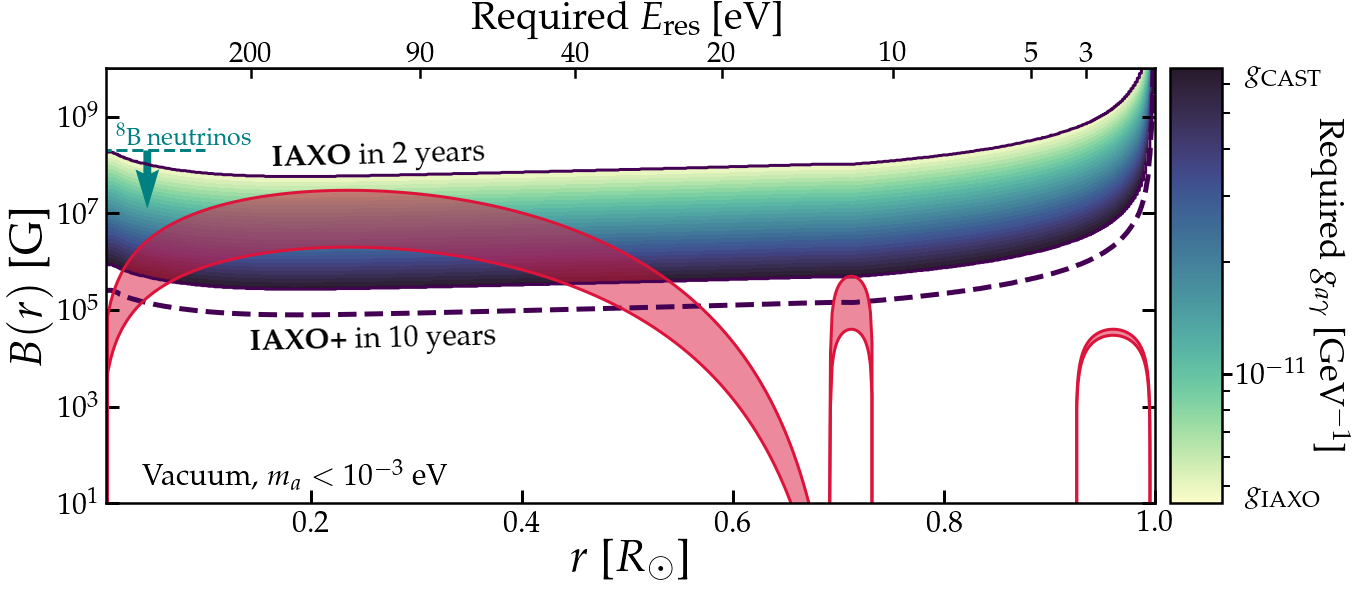 Required E_res [eV]
200 90 40 20 10 5 3
10⁹
10⁷
10⁵
10³
10¹
B(r) [G]
⁸B neutrinos
IAXO in 2 years
IAXO+ in 10 years
Vacuum, mₐ < 10⁻³ eV
0.2 0.4 0.6 0.8 1.0
r [R_⊙]
g_CAST
10⁻¹¹
g_IAXO
Required g_aγ [GeV⁻¹]